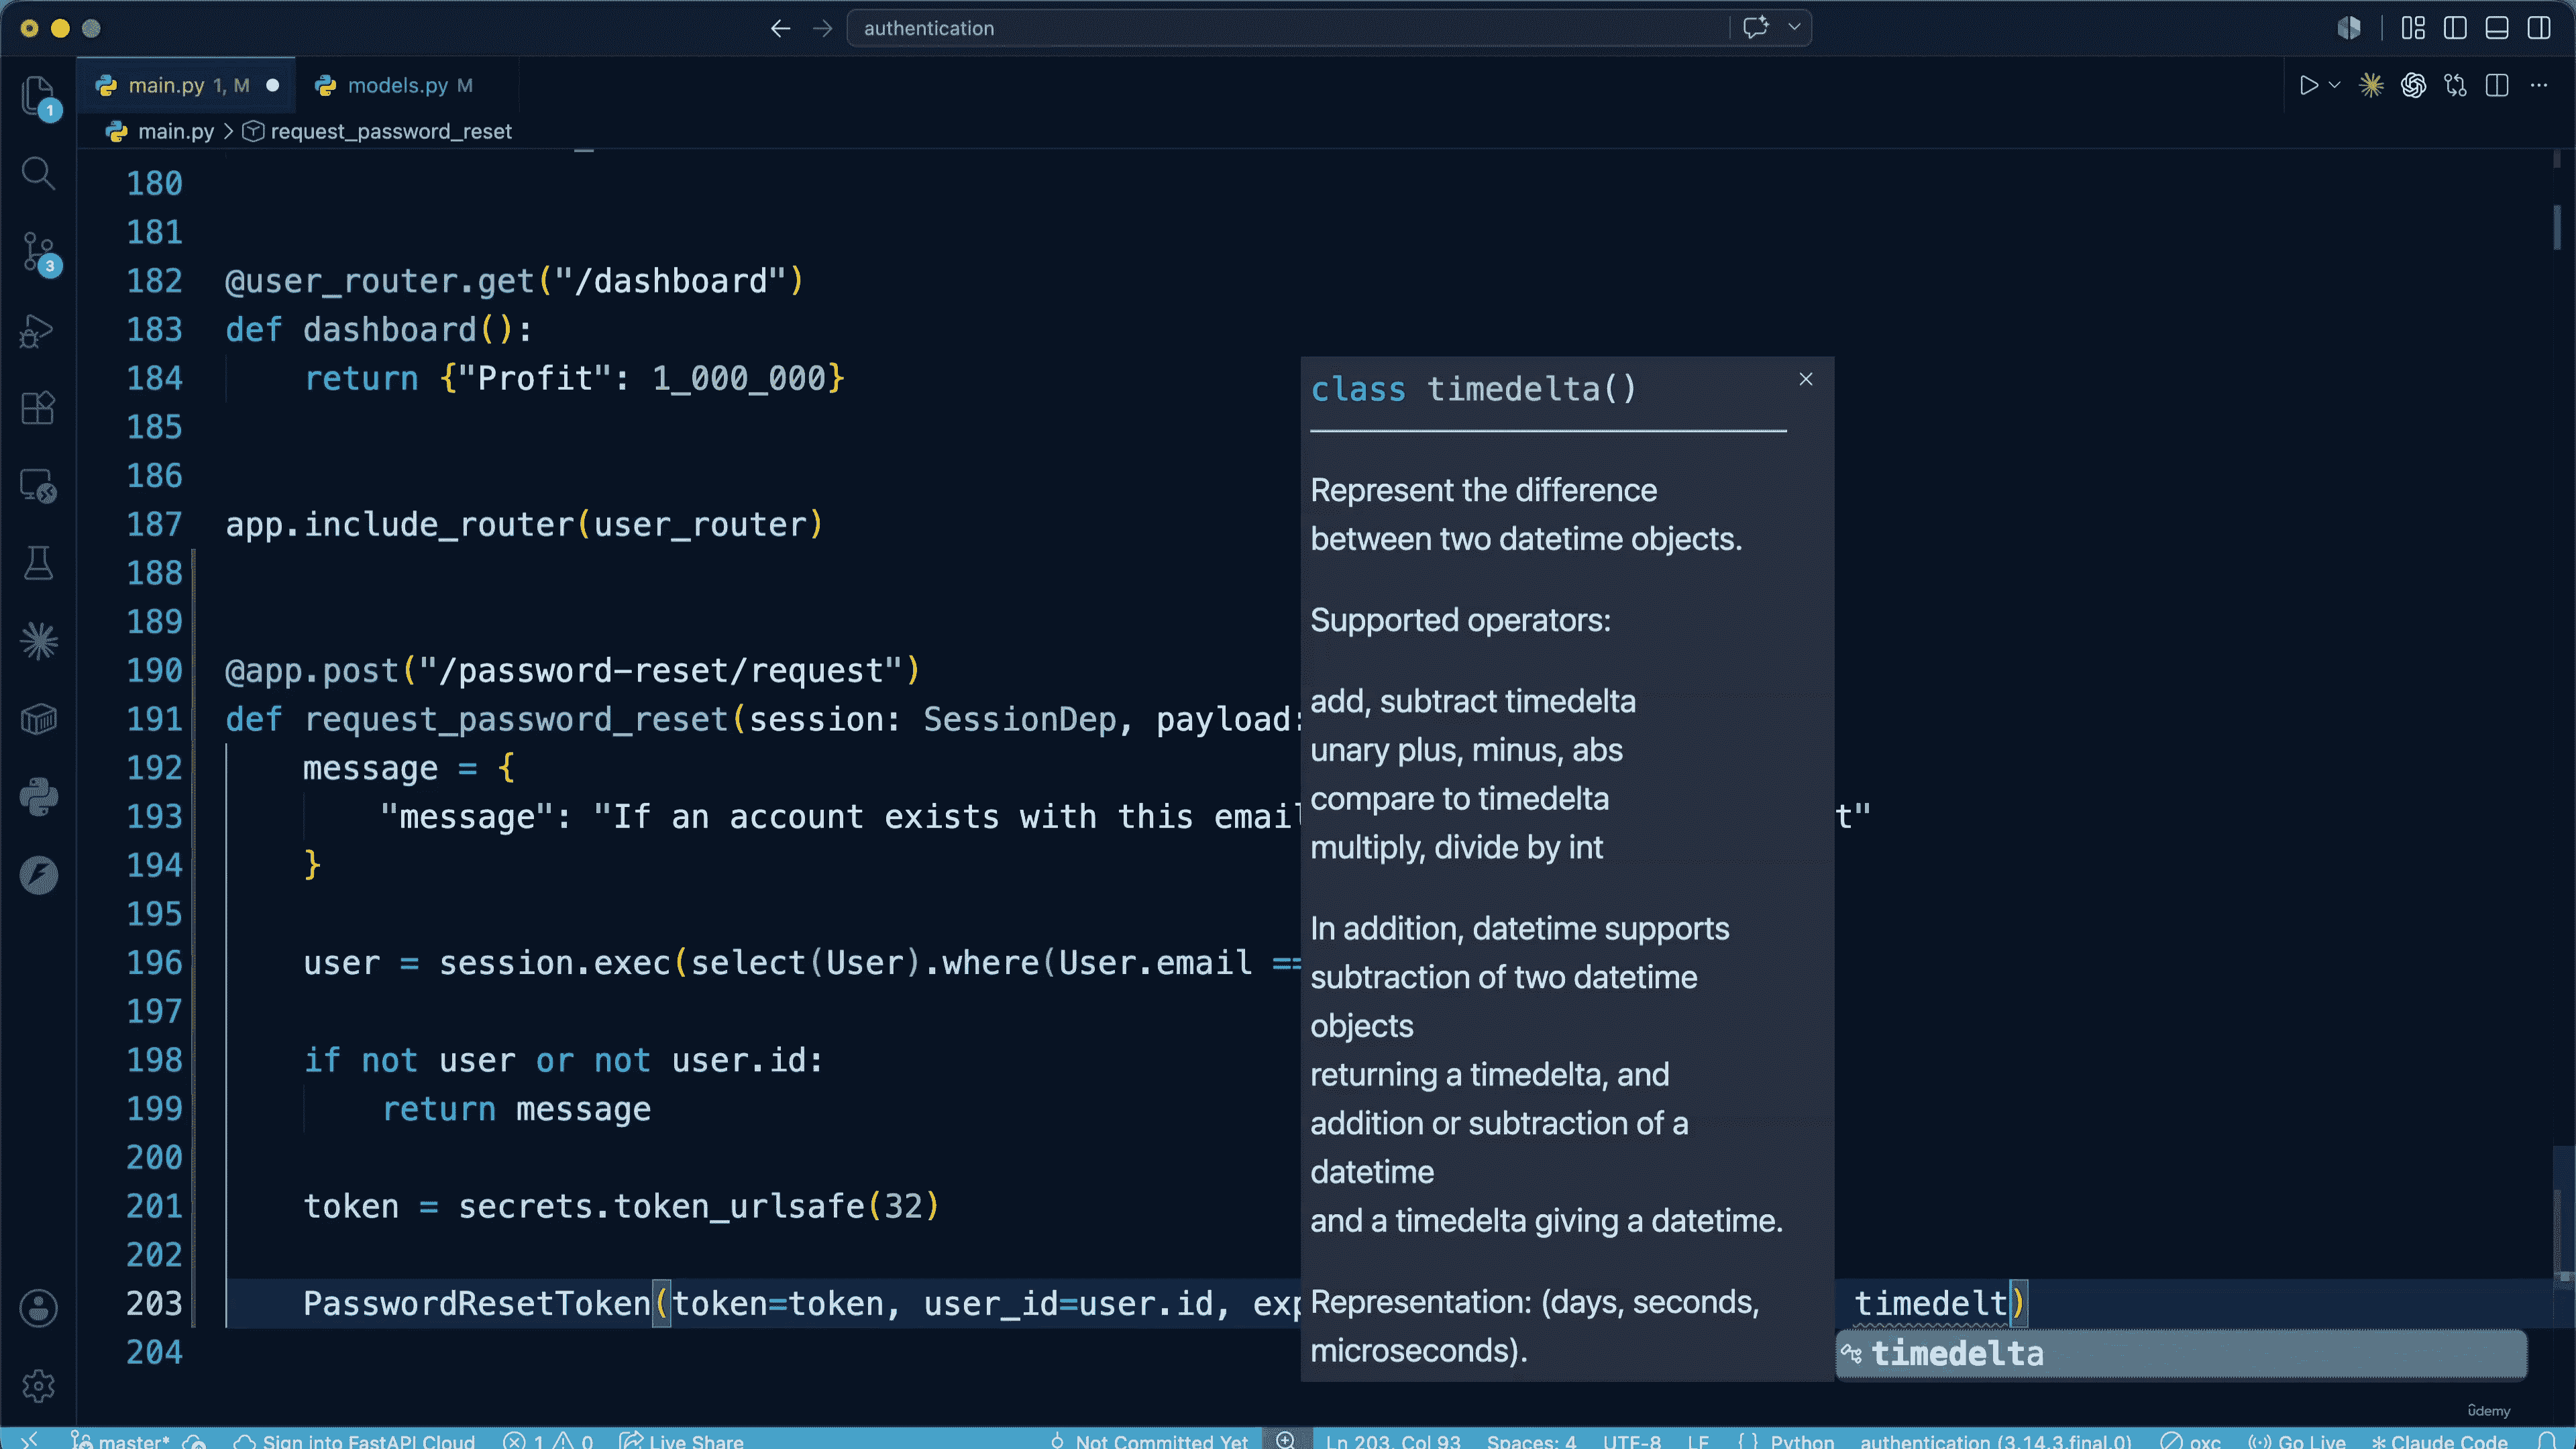 authentication
main.py 1, M
models.py M
main.py > request_password_reset
1
3
180
181
182 @user_router.get("/dashboard")
183 def dashboard():
184 return {"Profit": 1_000_000}
185
186
187 app.include_router(user_router)
188
189
190 @app.post("/password-reset/request")
191 def request_password_reset(session: SessionDep, payload:
192 message = {
193 "message": "If an account exists with this email t"
194 }
195
196 user = session.exec(select(User).where(User.email ==
197
198 if not user or not user.id:
199 return message
200
201 token = secrets.token_urlsafe(32)
202
203 PasswordResetToken(token=token, user_id=user.id, exp timedelt)
204
class timedelta()
Represent the difference
between two datetime objects.
Supported operators:
add, subtract timedelta
unary plus, minus, abs
compare to timedelta
multiply, divide by int
In addition, datetime supports
subtraction of two datetime
objects
returning a timedelta, and
addition or subtraction of a
datetime
and a timedelta giving a datetime.
Representation: (days, seconds,
microseconds).
timedelta
ûdemy
master* Sign into FastAPI Cloud 1 0 Live Share Not Committed Yet Ln 203, Col 93 Spaces: 4 UTF-8 LF { } Python authentication (3.14.3.final.0) oxc Go Live Claude Code